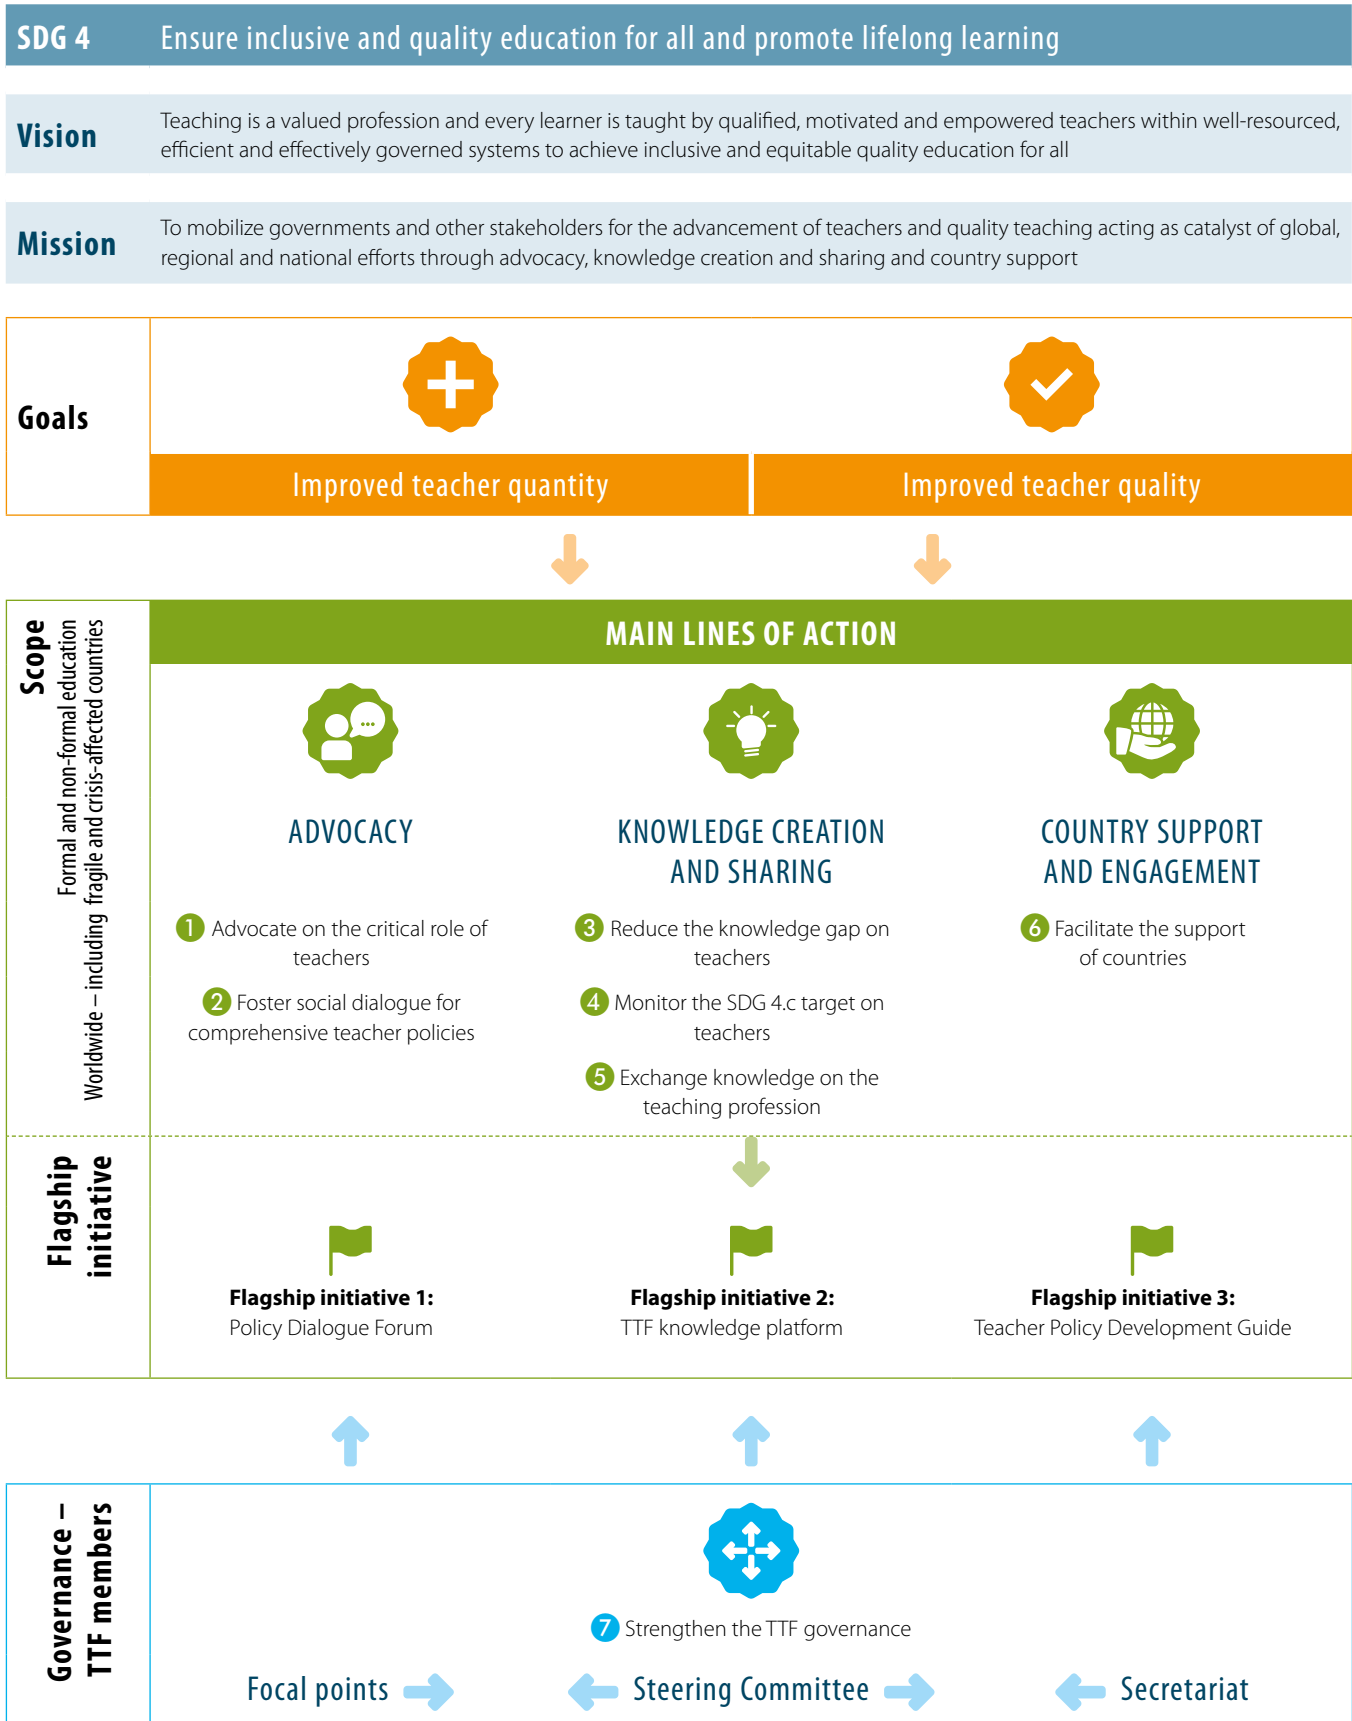 SDG 4
Ensure inclusive and quality education for all and promote lifelong learning
Vision
Teaching is a valued profession and every learner is taught by qualified, motivated and empowered teachers within well-resourced,
efficient and effectively governed systems to achieve inclusive and equitable quality education for all
Mission
To mobilize governments and other stakeholders for the advancement of teachers and quality teaching acting as catalyst of global,
regional and national efforts through advocacy, knowledge creation and sharing and country support
Goals
Improved teacher quantity
Improved teacher quality
Scope
Formal and non-formal education
Worldwide – including fragile and crisis-affected countries
MAIN LINES OF ACTION
ADVOCACY
1 Advocate on the critical role of
teachers
2 Foster social dialogue for
comprehensive teacher policies
KNOWLEDGE CREATION
AND SHARING
3 Reduce the knowledge gap on
teachers
4 Monitor the SDG 4.c target on
teachers
5 Exchange knowledge on the
teaching profession
COUNTRY SUPPORT
AND ENGAGEMENT
6 Facilitate the support
of countries
Flagship
initiative
Flagship initiative 1:
Policy Dialogue Forum
Flagship initiative 2:
TTF knowledge platform
Flagship initiative 3:
Teacher Policy Development Guide
Governance –
TTF members
7 Strengthen the TTF governance
Focal points
Steering Committee
Secretariat